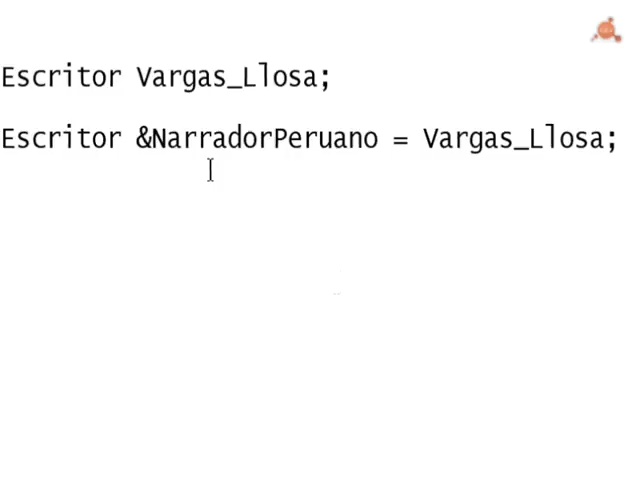 Escritor Vargas_Llosa;
Escritor &NarradorPeruano = Vargas_Llosa;